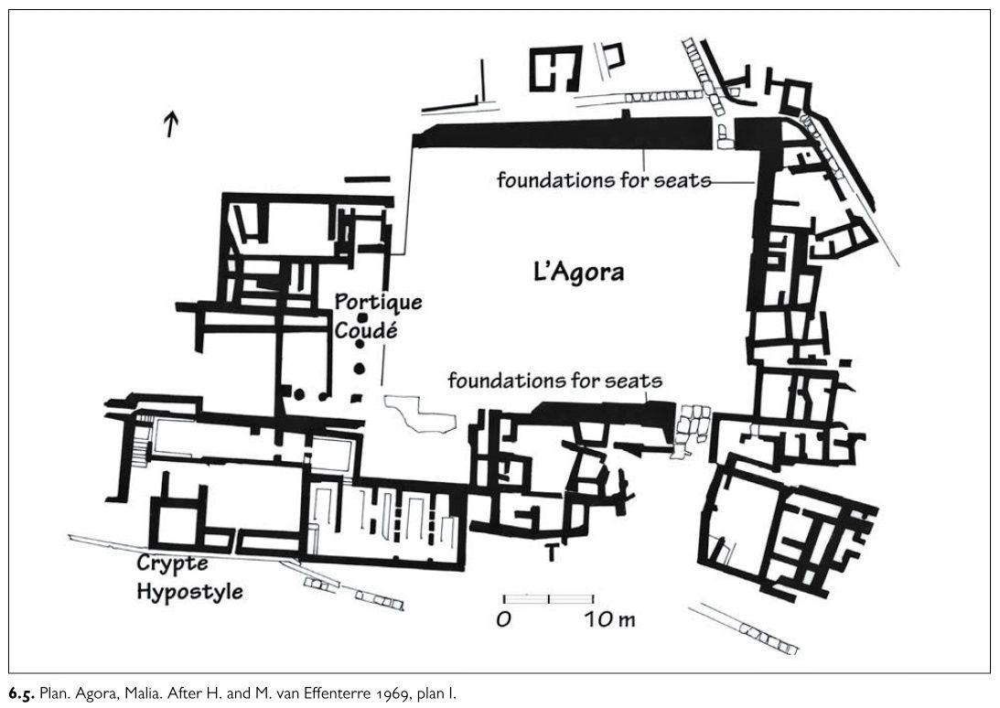 foundations for seats
L'Agora
Portique
Coudé
foundations for seats
Crypte
Hypostyle
0 10 m
6.5. Plan. Agora, Malia. After H. and M. van Effenterre 1969, plan I.